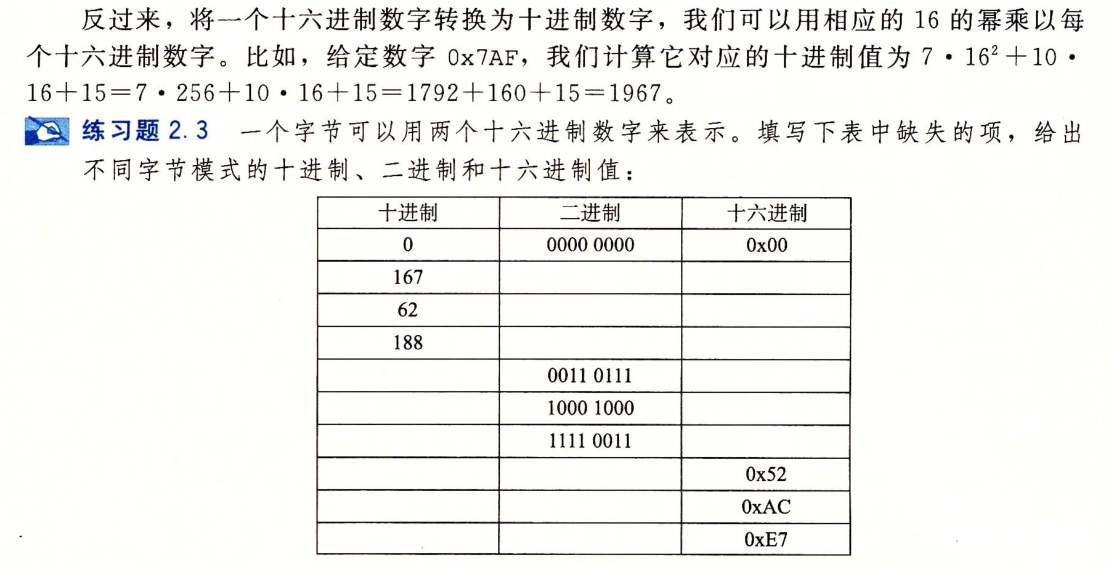 反过来，将一个十六进制数字转换为十进制数字，我们可以用相应的 16 的幂乘以每
个十六进制数字。比如，给定数字 0x7AF，我们计算它对应的十进制值为 7·16²＋10·
16＋15＝7·256＋10·16＋15＝1792＋160＋15＝1967。
练习题 2.3 一个字节可以用两个十六进制数字来表示。填写下表中缺失的项，给出
不同字节模式的十进制、二进制和十六进制值：
十进制 二进制 十六进制
0 0000 0000 0x00
167
62
188
0011 0111
1000 1000
1111 0011
0x52
0xAC
0xE7